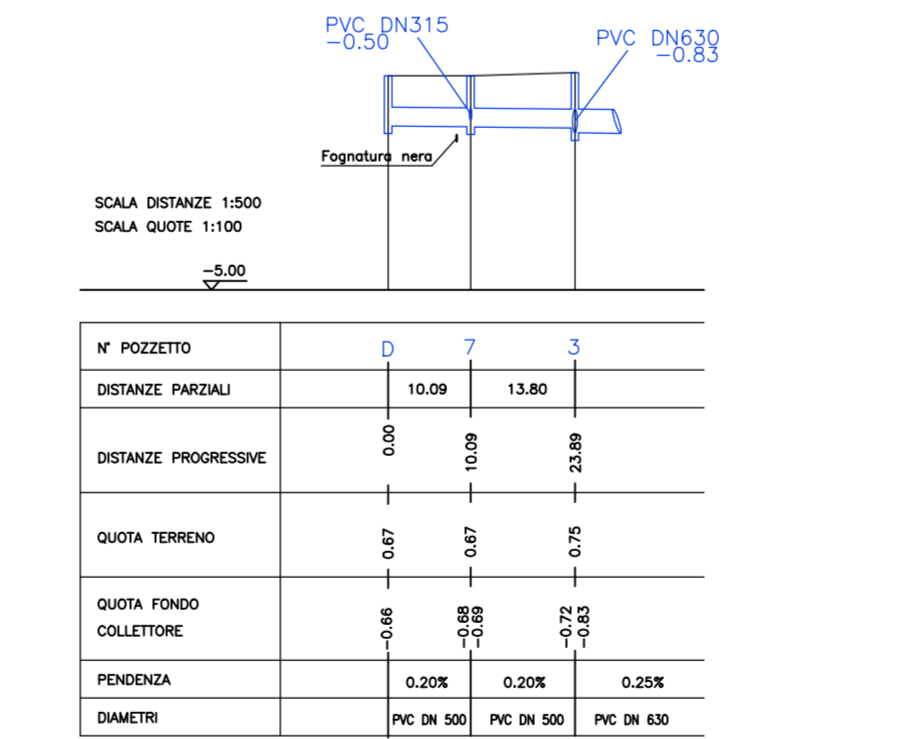 PVC DN315
-0.50
PVC DN630
-0.83
Fognatura nera
SCALA DISTANZE 1:500
SCALA QUOTE 1:100
-5.00
N° POZZETTO D 7 3
DISTANZE PARZIALI 10.09 13.80
DISTANZE PROGRESSIVE 0.00 10.09 23.89
QUOTA TERRENO 0.67 0.67 0.75
QUOTA FONDO
COLLETTORE
-0.66 -0.68 -0.69 -0.72 -0.83
PENDENZA 0.20% 0.20% 0.25%
DIAMETRI PVC DN 500 PVC DN 500 PVC DN 630